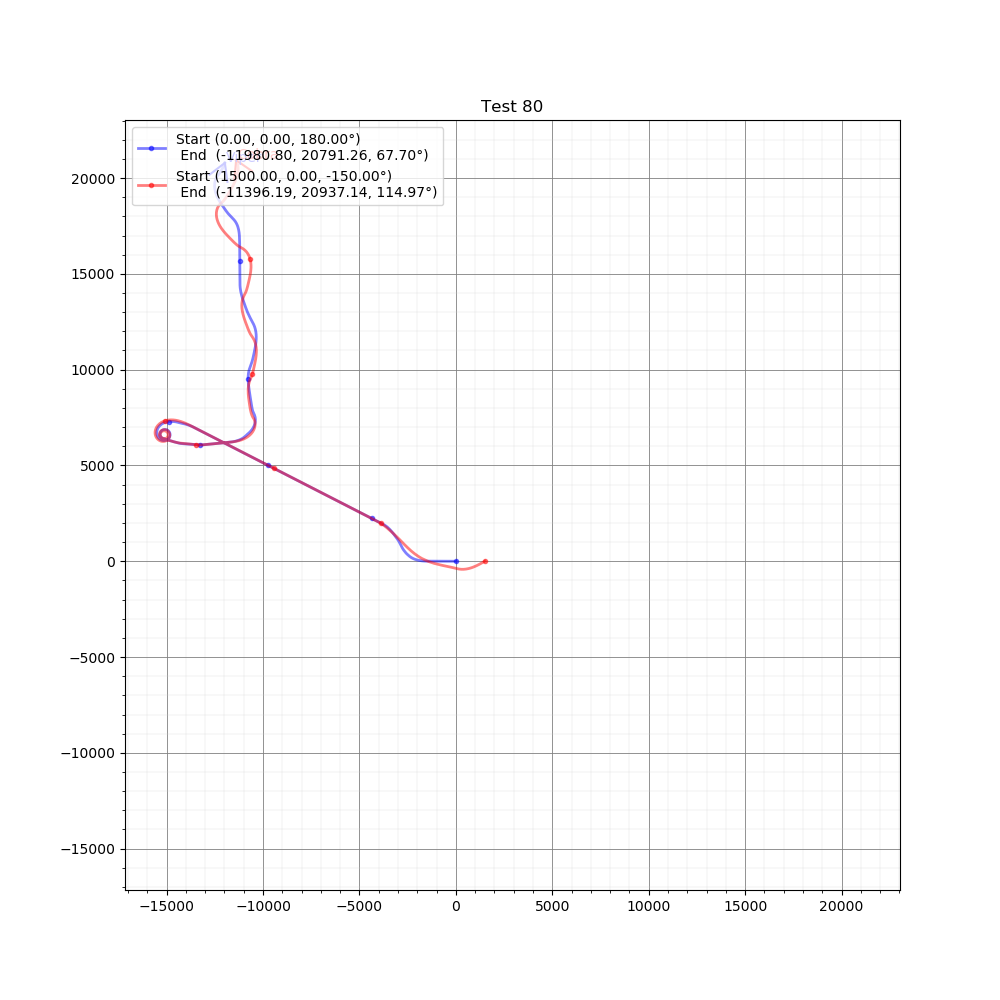 Test 80
Start (0.00, 0.00, 180.00°)
End (-11980.80, 20791.26, 67.70°)
Start (1500.00, 0.00, -150.00°)
End (-11396.19, 20937.14, 114.97°)
20000
15000
10000
5000
0
−5000
−10000
−15000
−15000 −10000 −5000 0 5000 10000 15000 20000